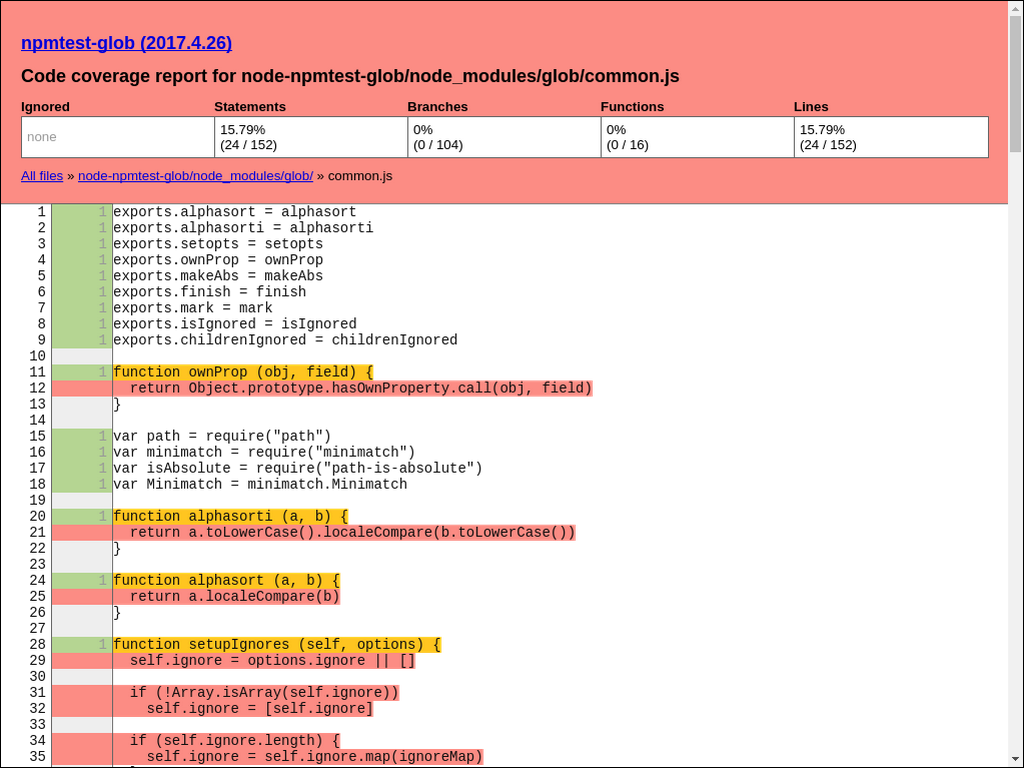 npmtest-glob (2017.4.26)
Code coverage report for node-npmtest-glob/node_modules/glob/common.js
Ignored Statements Branches Functions Lines
none 15.79% 0% 0% 15.79%
(24 / 152) (0 / 104) (0 / 16) (24 / 152)
All files » node-npmtest-glob/node_modules/glob/ » common.js
1 1 exports.alphasort = alphasort
2 1 exports.alphasorti = alphasorti
3 1 exports.setopts = setopts
4 1 exports.ownProp = ownProp
5 1 exports.makeAbs = makeAbs
6 1 exports.finish = finish
7 1 exports.mark = mark
8 1 exports.isIgnored = isIgnored
9 1 exports.childrenIgnored = childrenIgnored
10
11 1 function ownProp (obj, field) {
12 return Object.prototype.hasOwnProperty.call(obj, field)
13 }
14
15 1 var path = require("path")
16 1 var minimatch = require("minimatch")
17 1 var isAbsolute = require("path-is-absolute")
18 1 var Minimatch = minimatch.Minimatch
19
20 1 function alphasorti (a, b) {
21 return a.toLowerCase().localeCompare(b.toLowerCase())
22 }
23
24 1 function alphasort (a, b) {
25 return a.localeCompare(b)
26 }
27
28 1 function setupIgnores (self, options) {
29 self.ignore = options.ignore || []
30
31 if (!Array.isArray(self.ignore))
32 self.ignore = [self.ignore]
33
34 if (self.ignore.length) {
35 self.ignore = self.ignore.map(ignoreMap)